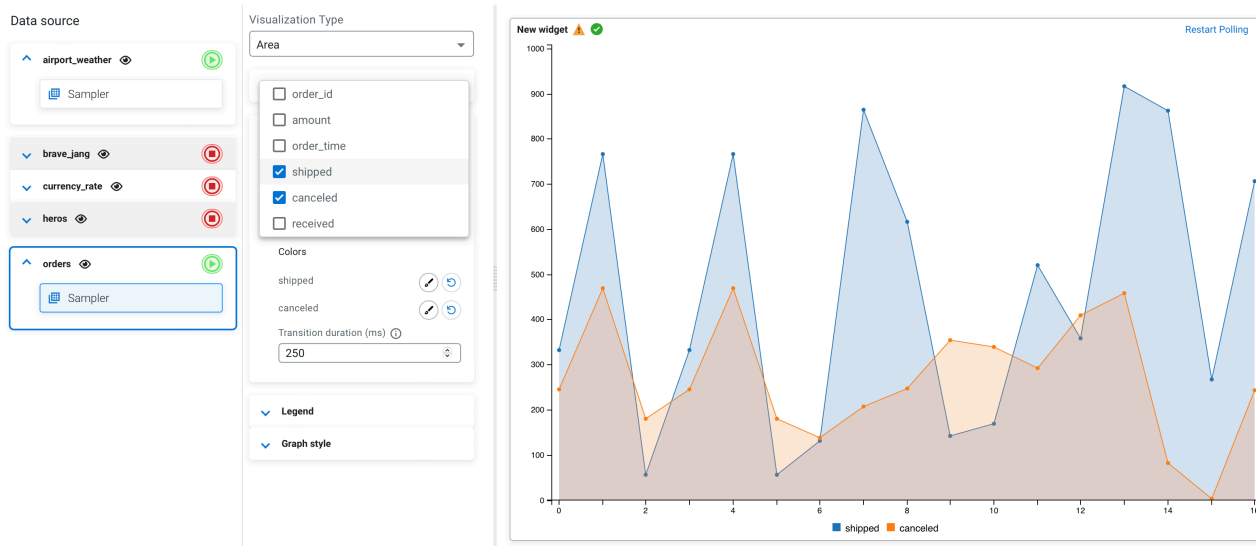 Data source
airport_weather
Sampler
brave_jang
currency_rate
heros
orders
Sampler
Visualization Type
Area
order_id
amount
order_time
shipped
canceled
received
Colors
shipped
canceled
Transition duration (ms)
250
Legend
Graph style
New widget
Restart Polling
1000
900
800
700
600
500
400
300
200
100
0
0 2 4 6 8 10 12 14 16
shipped canceled